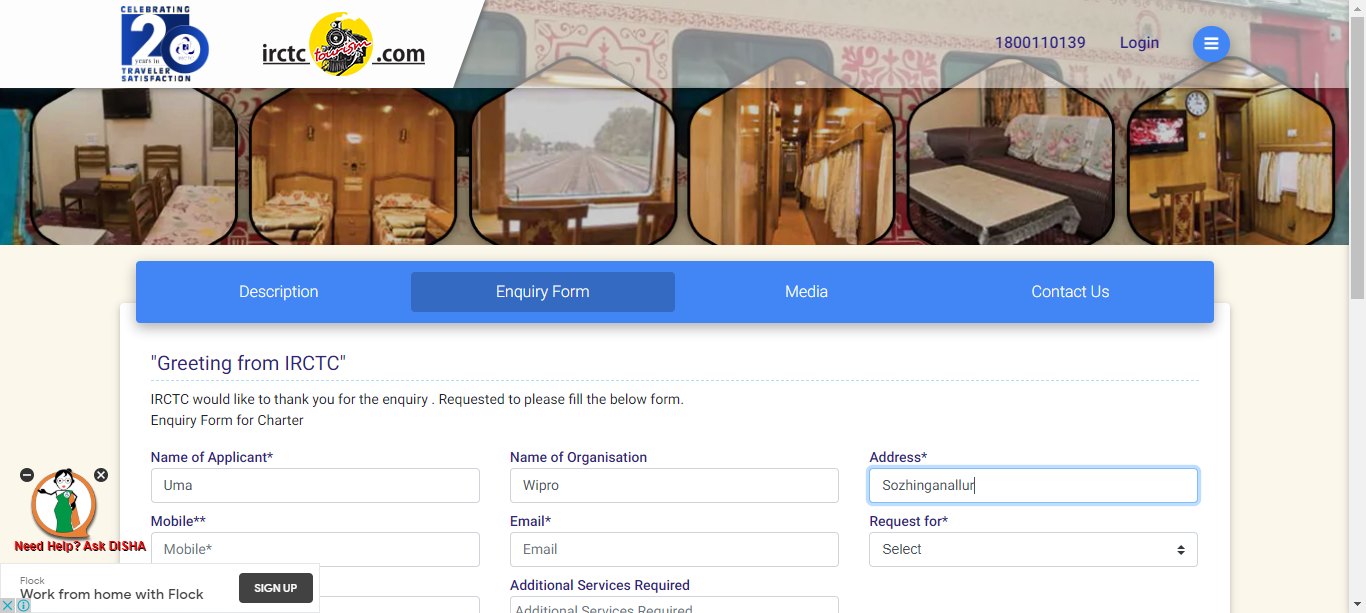 CELEBRATING
20
years in
TRAVELER
SATISFACTION
irctc tourism .com
1800110139
Login
Description
Enquiry Form
Media
Contact Us
"Greeting from IRCTC"
IRCTC would like to thank you for the enquiry . Requested to please fill the below form.
Enquiry Form for Charter
Name of Applicant*
Name of Organisation
Address*
Uma
Wipro
Sozhinganallur
Mobile**
Email*
Request for*
Mobile*
Email
Select
Need Help? Ask DISHA
Additional Services Required
Additional Services Required
Flock
Work from home with Flock
SIGN UP